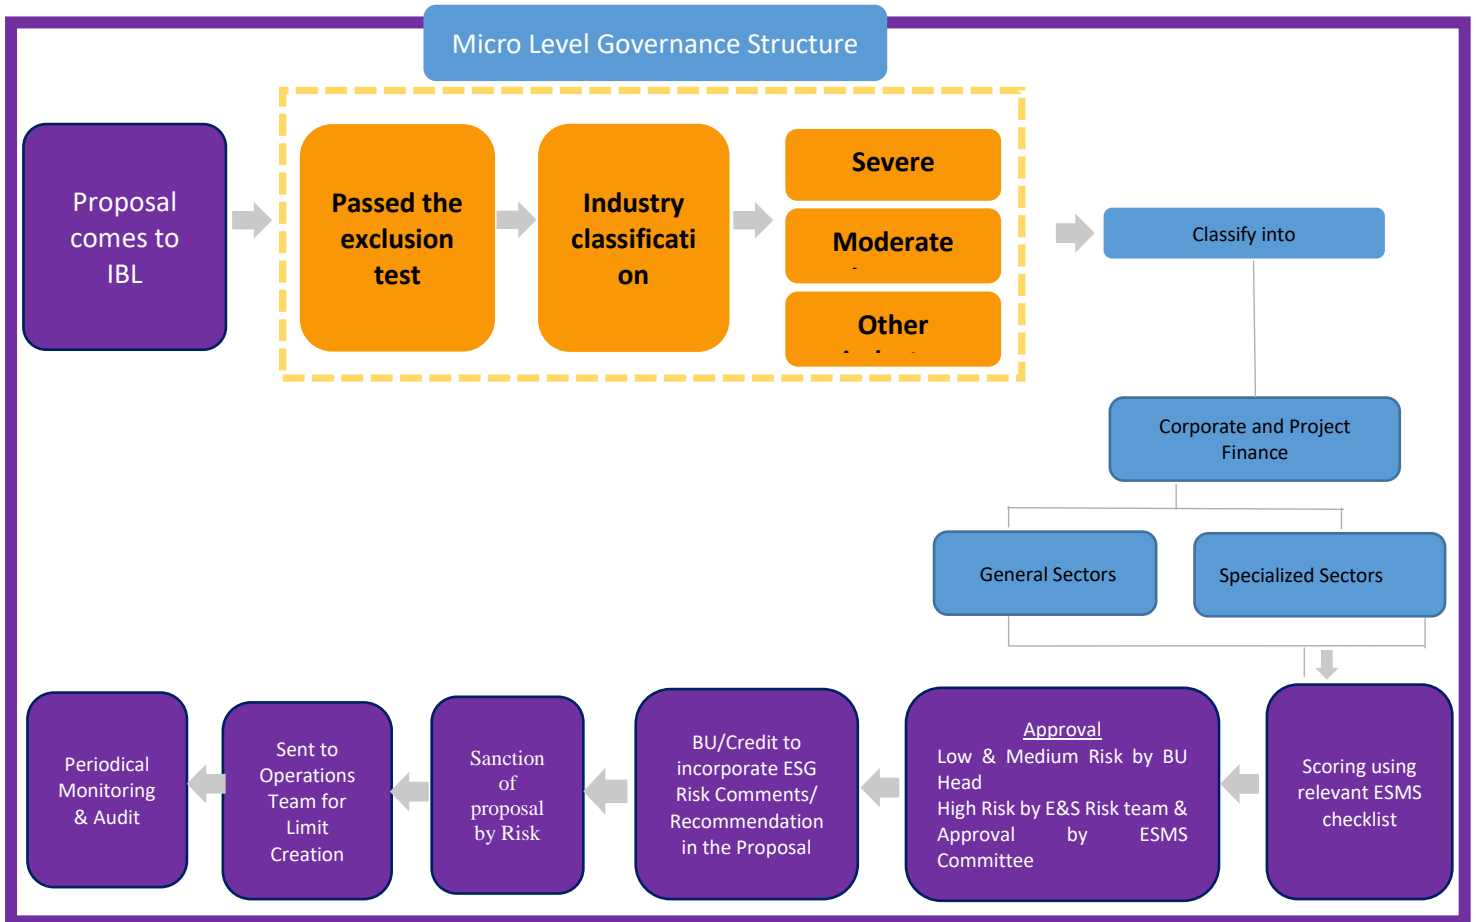 Micro Level Governance Structure
Proposal
comes to
IBL
Passed the
exclusion
test
Industry
classificati
on
Severe
Moderate
Other
Classify into
Corporate and Project
Finance
General Sectors
Specialized Sectors
Scoring using
relevant ESMS
checklist
Approval
Low & Medium Risk by BU
Head
High Risk by E&S Risk team &
Approval by ESMS
Committee
BU/Credit to
incorporate ESG
Risk Comments/
Recommendation
in the Proposal
Sanction
of
proposal
by Risk
Sent to
Operations
Team for
Limit
Creation
Periodical
Monitoring
& Audit